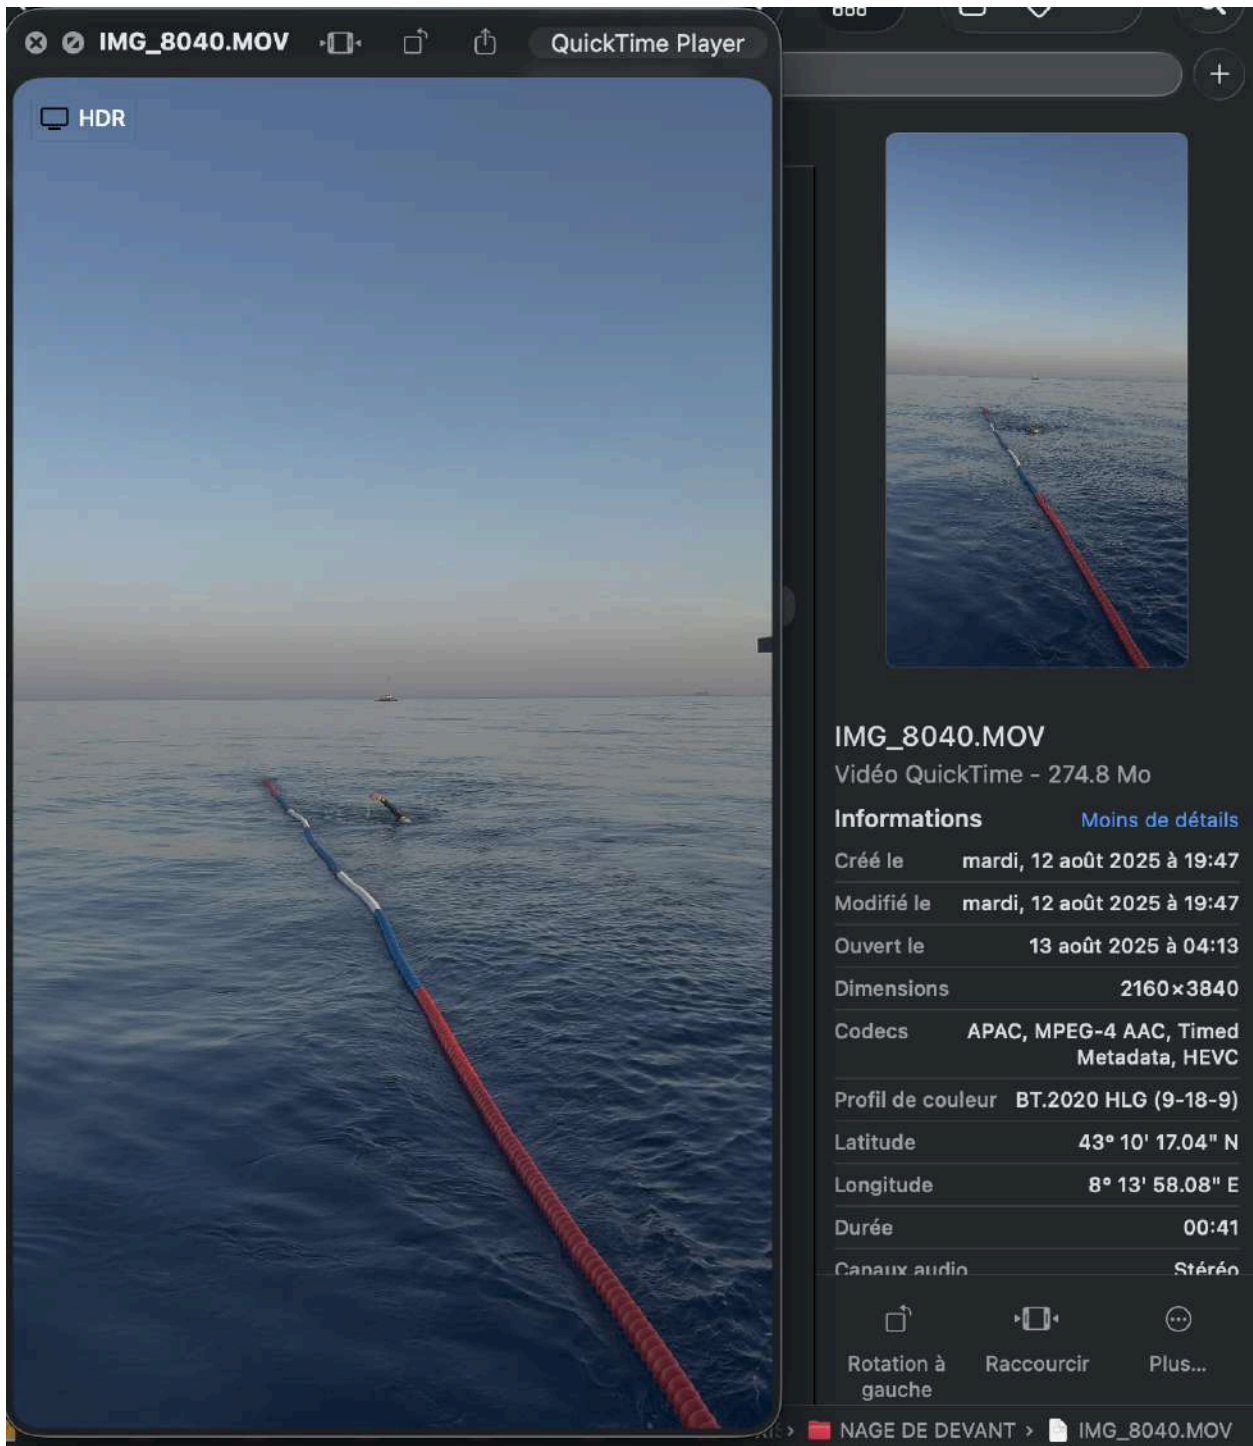 IMG_8040.MOV
QuickTime Player
HDR
IMG_8040.MOV
Vidéo QuickTime - 274.8 Mo
Informations Moins de détails
Créé le mardi, 12 août 2025 à 19:47
Modifié le mardi, 12 août 2025 à 19:47
Ouvert le 13 août 2025 à 04:13
Dimensions 2160×3840
Codecs APAC, MPEG-4 AAC, Timed
Metadata, HEVC
Profil de couleur BT.2020 HLG (9-18-9)
Latitude 43° 10' 17.04" N
Longitude 8° 13' 58.08" E
Durée 00:41
Canaux audio Stéréo
Rotation à
gauche
Raccourcir
Plus...
NAGE DE DEVANT › IMG_8040.MOV